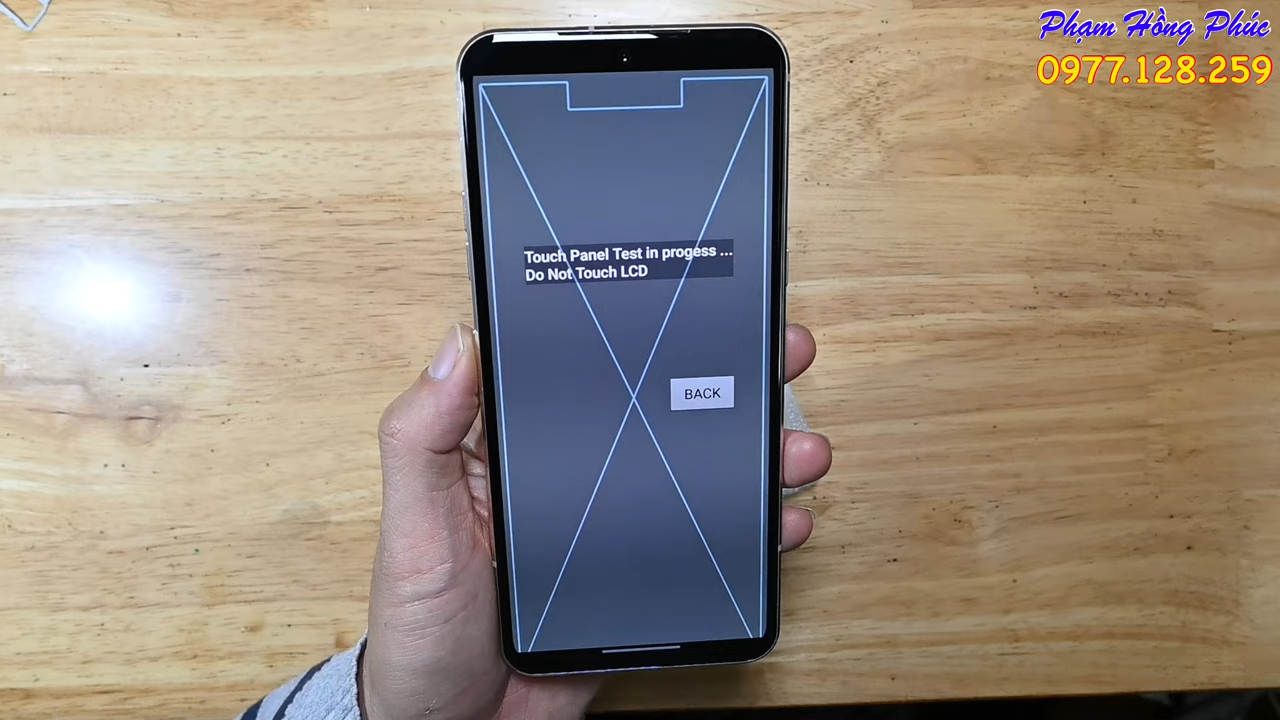 Phạm Hồng Phúc
0977.128.259
Touch Panel Test in progess ...
Do Not Touch LCD
BACK